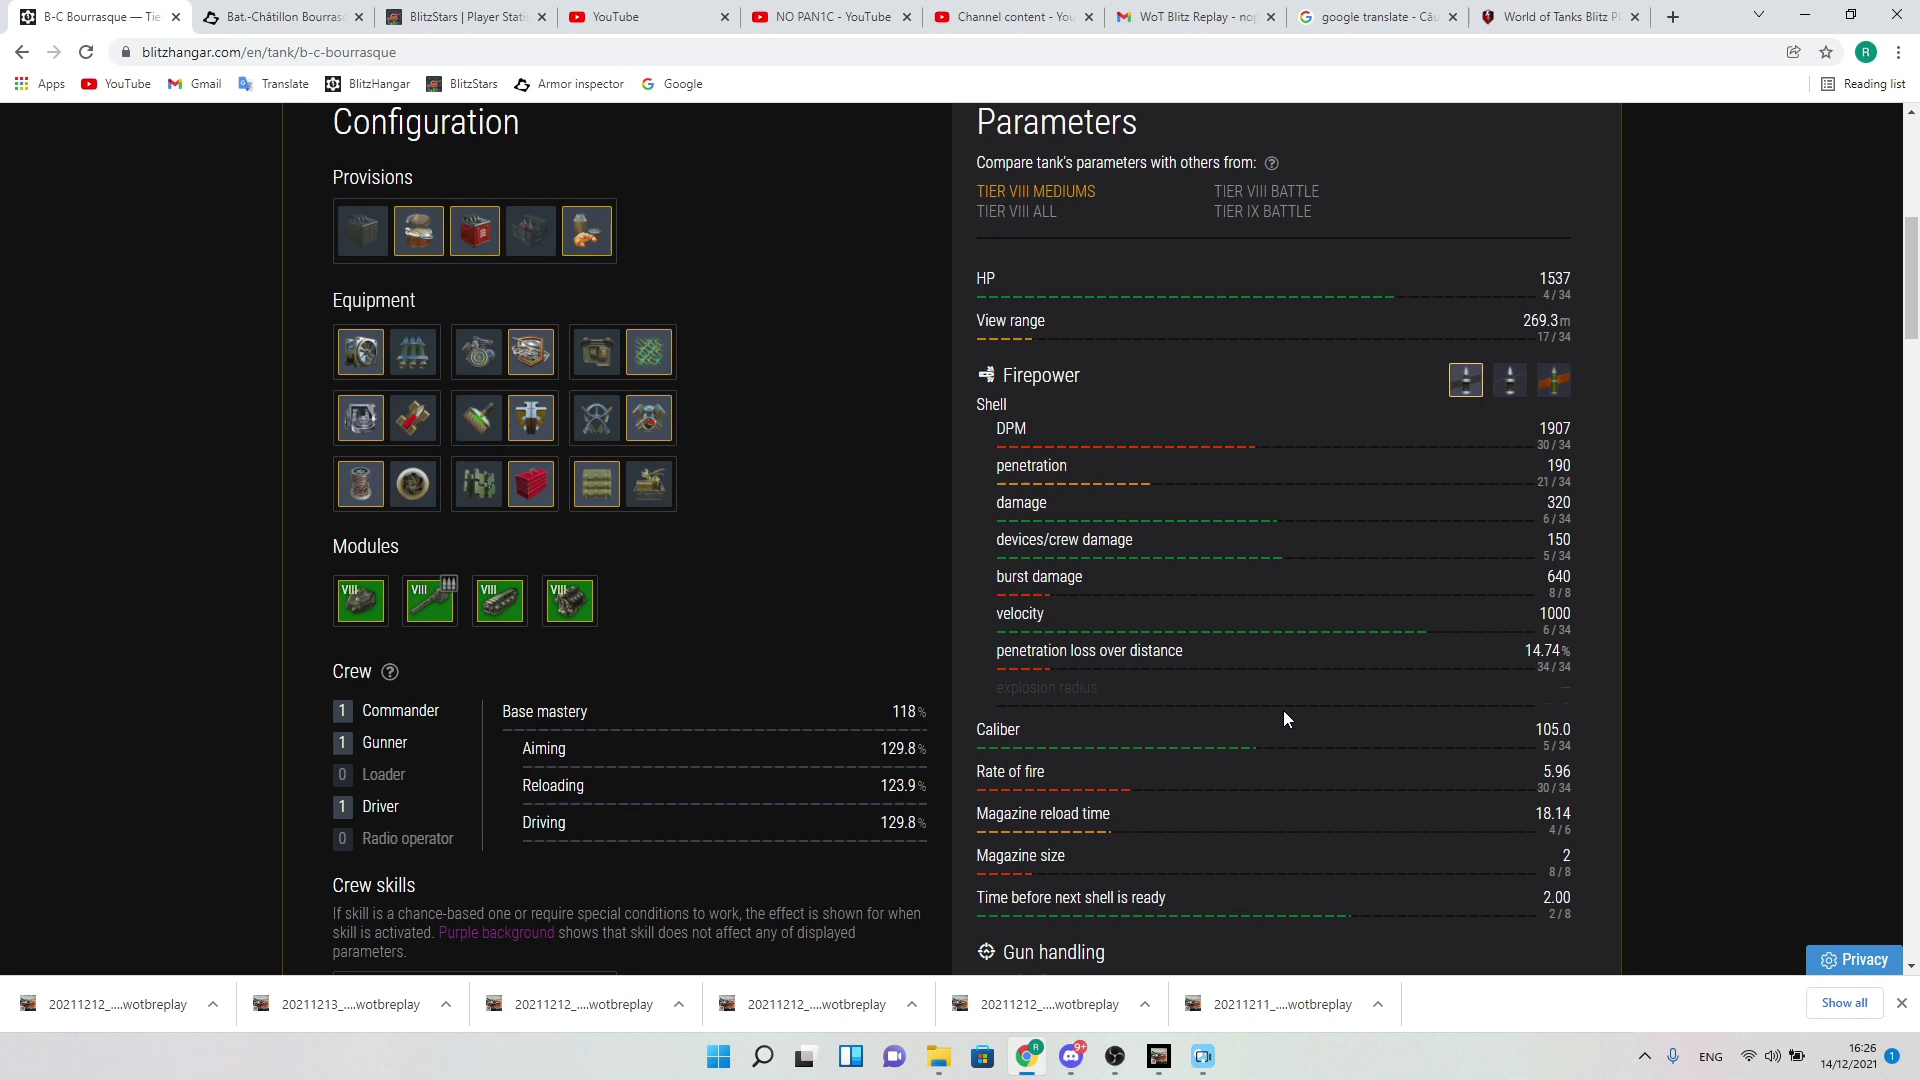 B-C Bourrasque — Tie
Bat.-Châtillon Bourrasq
BlitzStars | Player Statis
YouTube
NO PAN1C - YouTube
Channel content - You
WoT Blitz Replay - nop
google translate - Că
World of Tanks Blitz Pl
blitzhangar.com/en/tank/b-c-bourrasque
R
Apps
YouTube
Gmail
Translate
BlitzHangar
BlitzStars
Armor inspector
Google
Reading list
Configuration
Provisions
Equipment
Modules
VIII
VIII
VIII
VIII
Crew ?
1 Commander
1 Gunner
0 Loader
1 Driver
0 Radio operator
Base mastery 118%
Aiming 129.8%
Reloading 123.9%
Driving 129.8%
Crew skills
If skill is a chance-based one or require special conditions to work, the effect is shown for when
skill is activated. Purple background shows that skill does not affect any of displayed
parameters.
Parameters
Compare tank's parameters with others from: ?
TIER VIII MEDIUMS
TIER VIII BATTLE
TIER VIII ALL
TIER IX BATTLE
HP 1537
4 / 34
View range 269.3m
17 / 34
Firepower
Shell
DPM 1907
30 / 34
penetration 190
21 / 34
damage 320
6 / 34
devices/crew damage 150
5 / 34
burst damage 640
8 / 8
velocity 1000
6 / 34
penetration loss over distance 14.74%
34 / 34
explosion radius –
Caliber 105.0
5 / 34
Rate of fire 5.96
30 / 34
Magazine reload time 18.14
4 / 6
Magazine size 2
8 / 8
Time before next shell is ready 2.00
2 / 8
Gun handling
Privacy
20211212_....wotbreplay
20211213_....wotbreplay
20211212_....wotbreplay
20211212_....wotbreplay
20211212_....wotbreplay
20211211_....wotbreplay
Show all
R
9+
ENG
16:26
14/12/2021
1